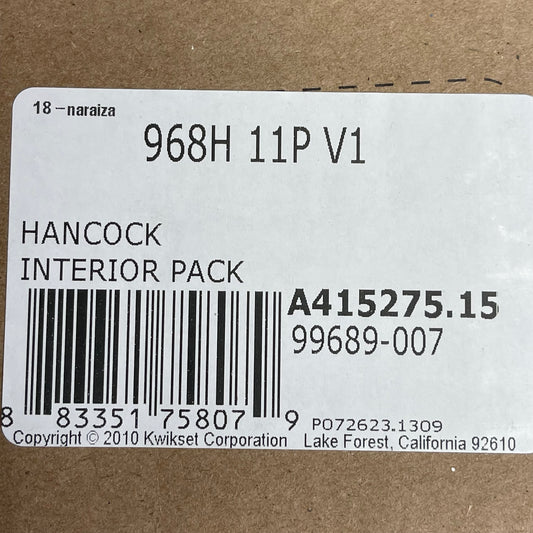 18-naraiza
968H 11P V1
HANCOCK
INTERIOR PACK
A415275.15
99689-007
8 83351 75807 9
P072623.1309
Copyright © 2010 Kwikset Corporation Lake Forest, California 92610